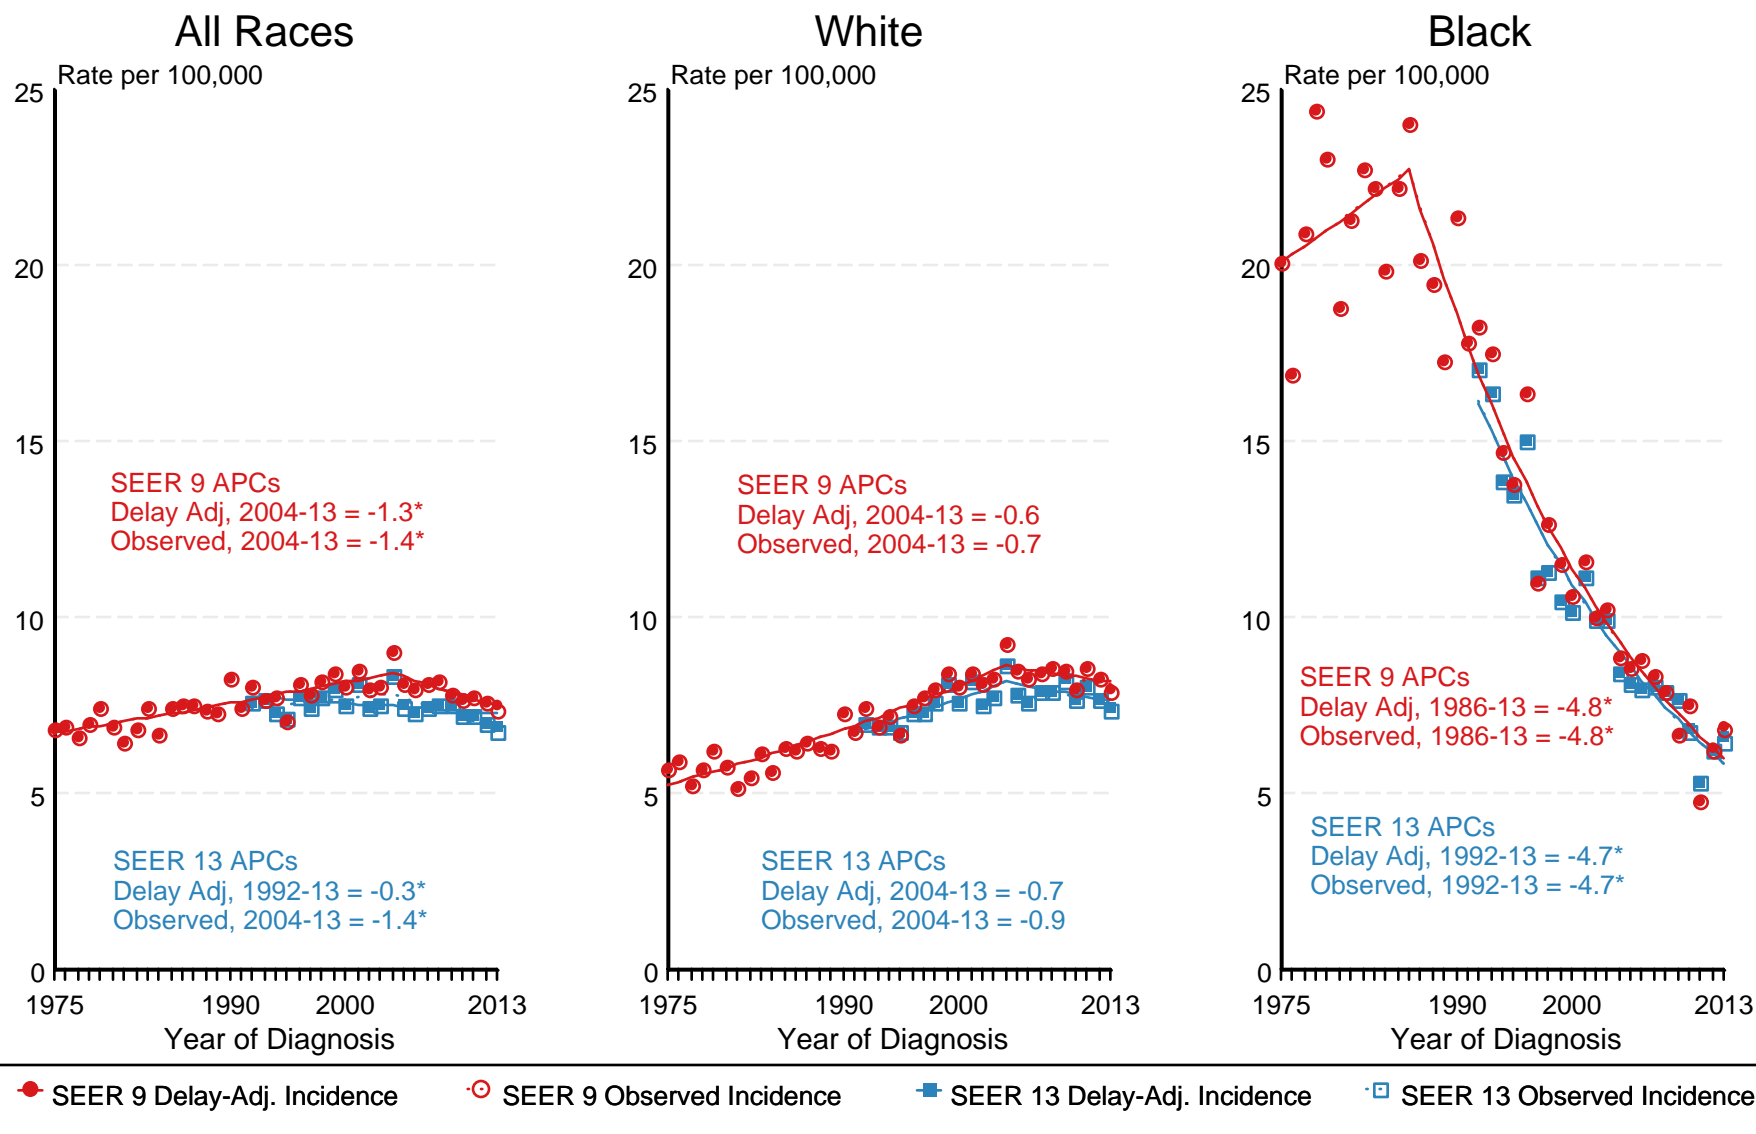 All Races
White
Black
Rate per 100,000
Rate per 100,000
Rate per 100,000
25
20
15
10
5
0
SEER 9 APCs
Delay Adj, 2004-13 = -1.3*
Observed, 2004-13 = -1.4*
SEER 13 APCs
Delay Adj, 1992-13 = -0.3*
Observed, 2004-13 = -1.4*
1975 1990 2000 2013
Year of Diagnosis
25
20
15
10
5
0
SEER 9 APCs
Delay Adj, 2004-13 = -0.6
Observed, 2004-13 = -0.7
SEER 13 APCs
Delay Adj, 2004-13 = -0.7
Observed, 2004-13 = -0.9
1975 1990 2000 2013
Year of Diagnosis
25
20
15
10
5
0
SEER 9 APCs
Delay Adj, 1986-13 = -4.8*
Observed, 1986-13 = -4.8*
SEER 13 APCs
Delay Adj, 1992-13 = -4.7*
Observed, 1992-13 = -4.7*
1975 1990 2000 2013
Year of Diagnosis
SEER 9 Delay-Adj. Incidence
SEER 9 Observed Incidence
SEER 13 Delay-Adj. Incidence
SEER 13 Observed Incidence